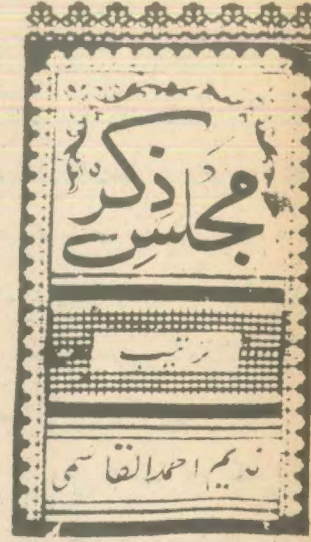 مجلسِ ذکر
ترتیب
ندیم احمد القاسمی